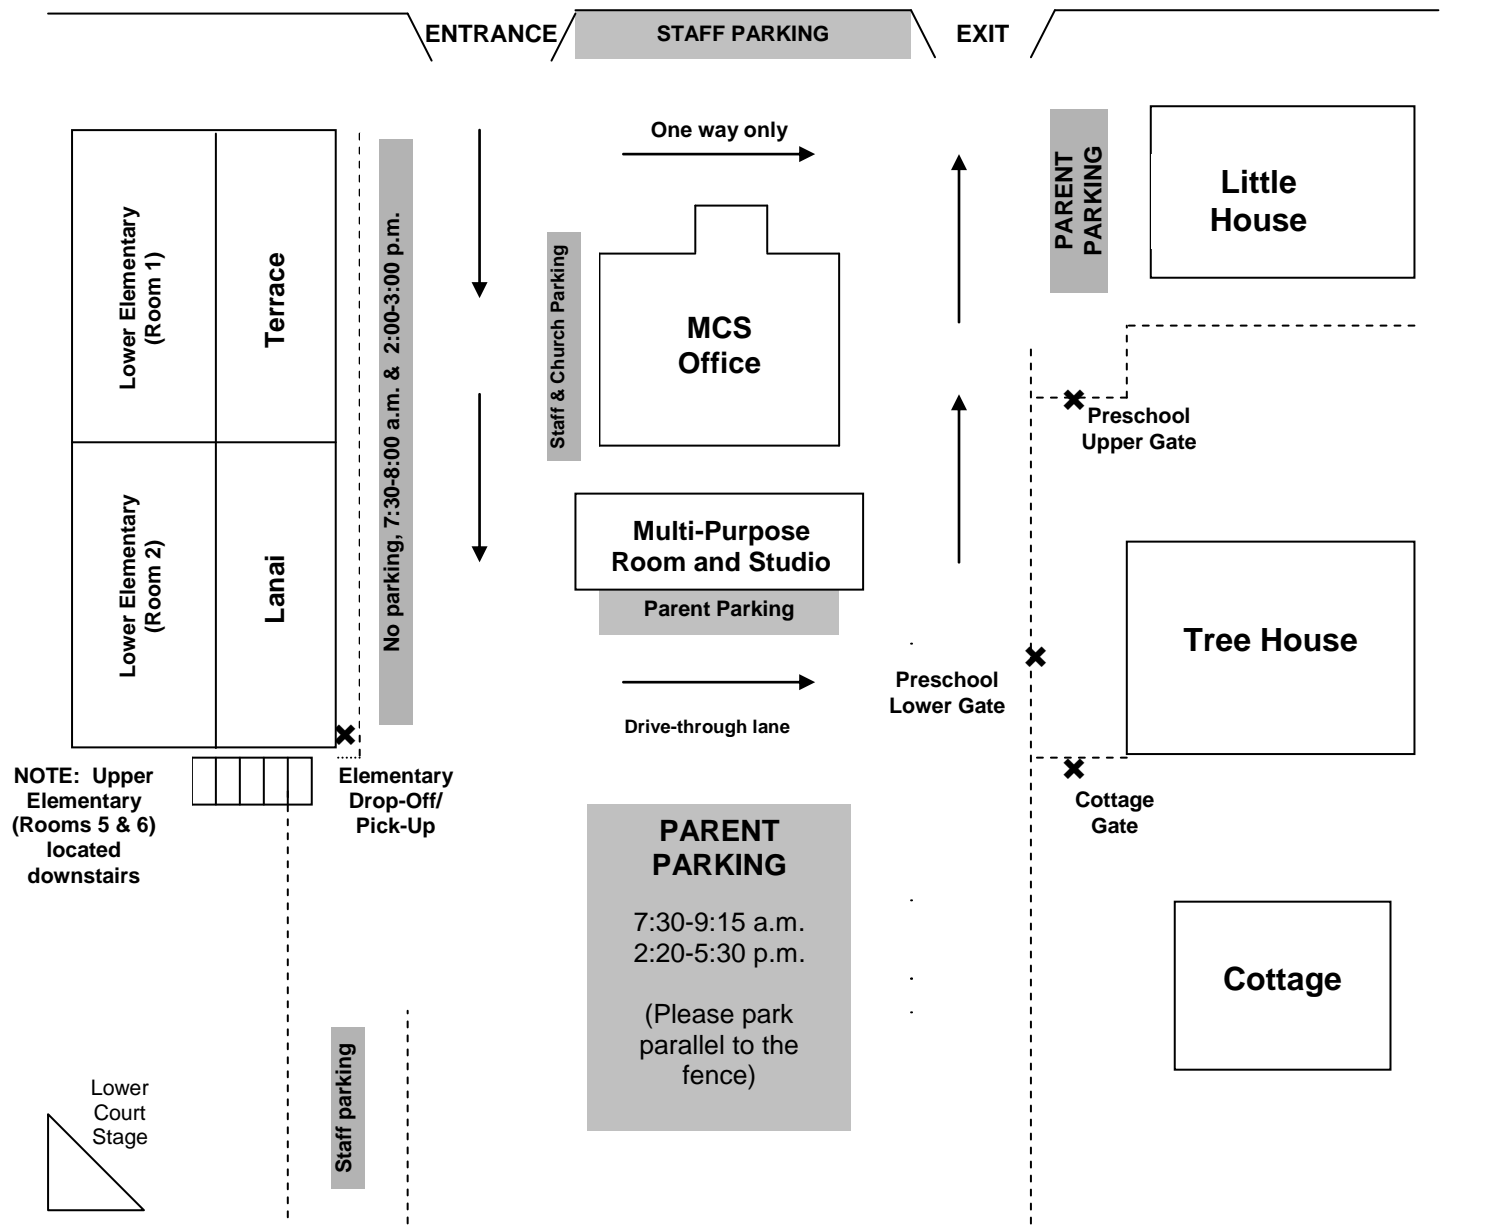 ENTRANCE
STAFF PARKING
EXIT
One way only
Lower Elementary
(Room 1)
Terrace
No parking, 7:30-8:00 a.m. &  2:00-3:00 p.m.
Staff & Church Parking
MCS
Office
PARENT
PARKING
Little
House
Preschool
Upper Gate
Lower Elementary
(Room 2)
Lanai
Multi-Purpose
Room and Studio
Parent Parking
Tree House
Preschool
Lower Gate
Drive-through lane
NOTE:  Upper
Elementary
(Rooms 5 & 6)
located
downstairs
Elementary
Drop-Off/
Pick-Up
Cottage
Gate
PARENT
PARKING
7:30-9:15 a.m.
2:20-5:30 p.m.
(Please park
parallel to the
fence)
Cottage
Staff parking
Lower
Court
Stage